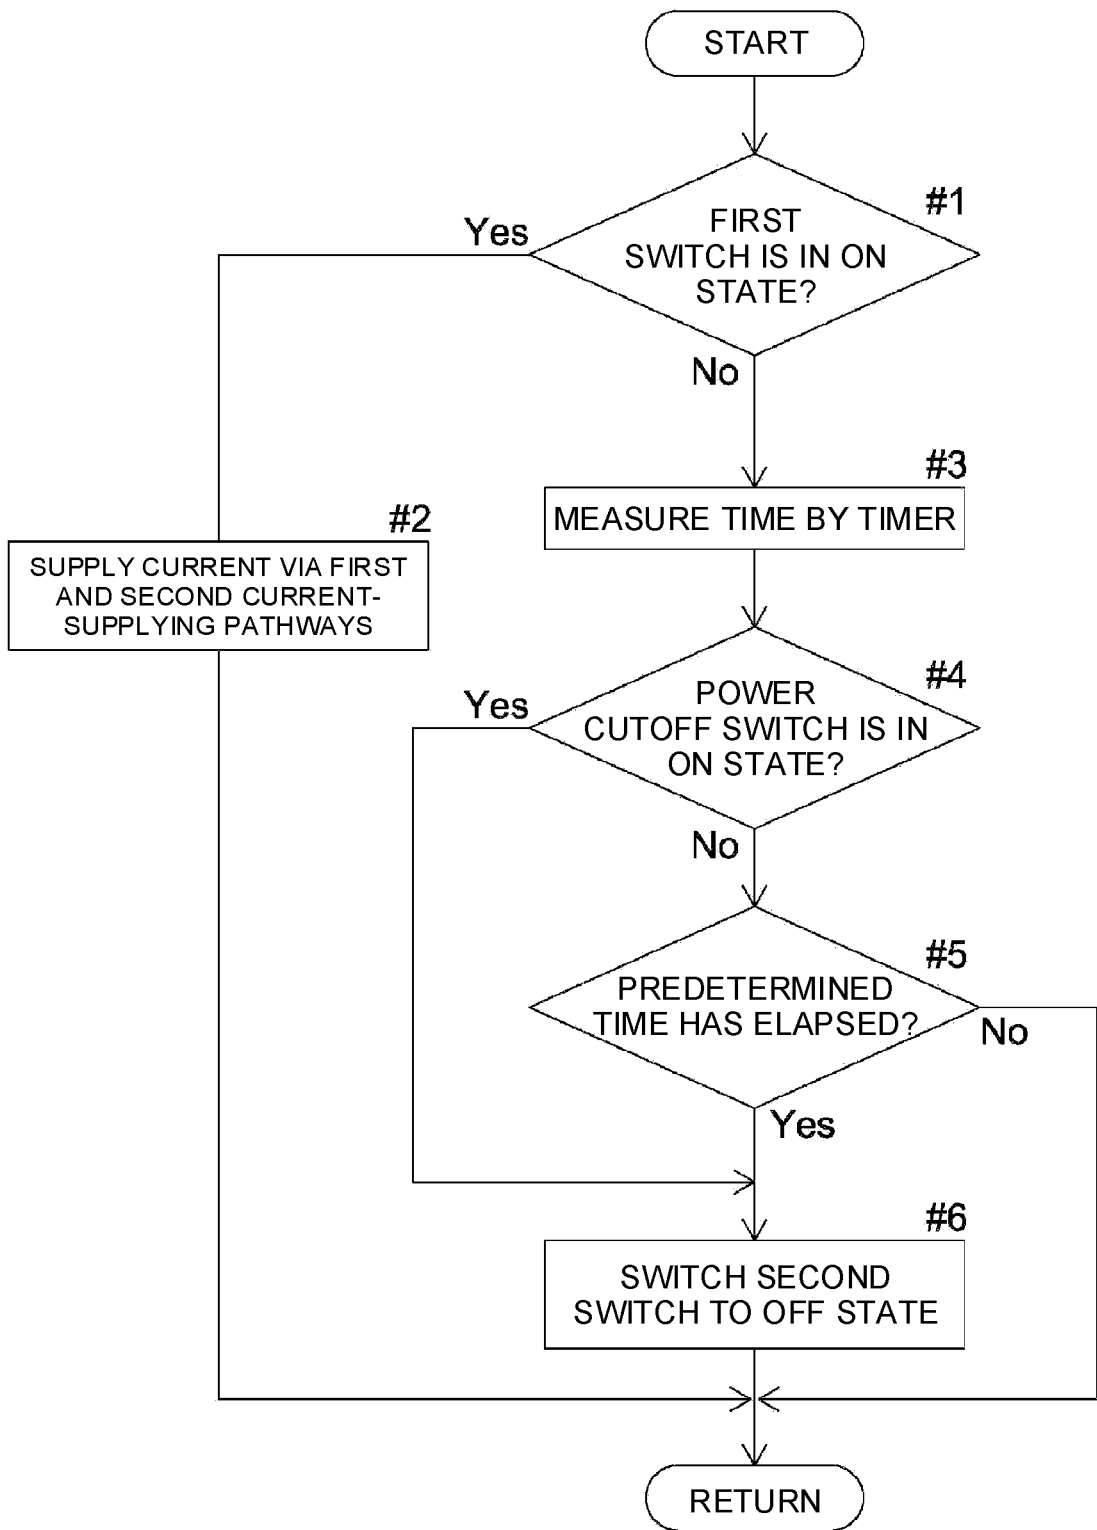 START
#1
Yes
FIRST
SWITCH IS IN ON
STATE?
No
#3
MEASURE TIME BY TIMER
#2
SUPPLY CURRENT VIA FIRST
AND SECOND CURRENT-
SUPPLYING PATHWAYS
#4
Yes
POWER
CUTOFF SWITCH IS IN
ON STATE?
No
#5
PREDETERMINED
TIME HAS ELAPSED?
No
Yes
#6
SWITCH SECOND
SWITCH TO OFF STATE
RETURN